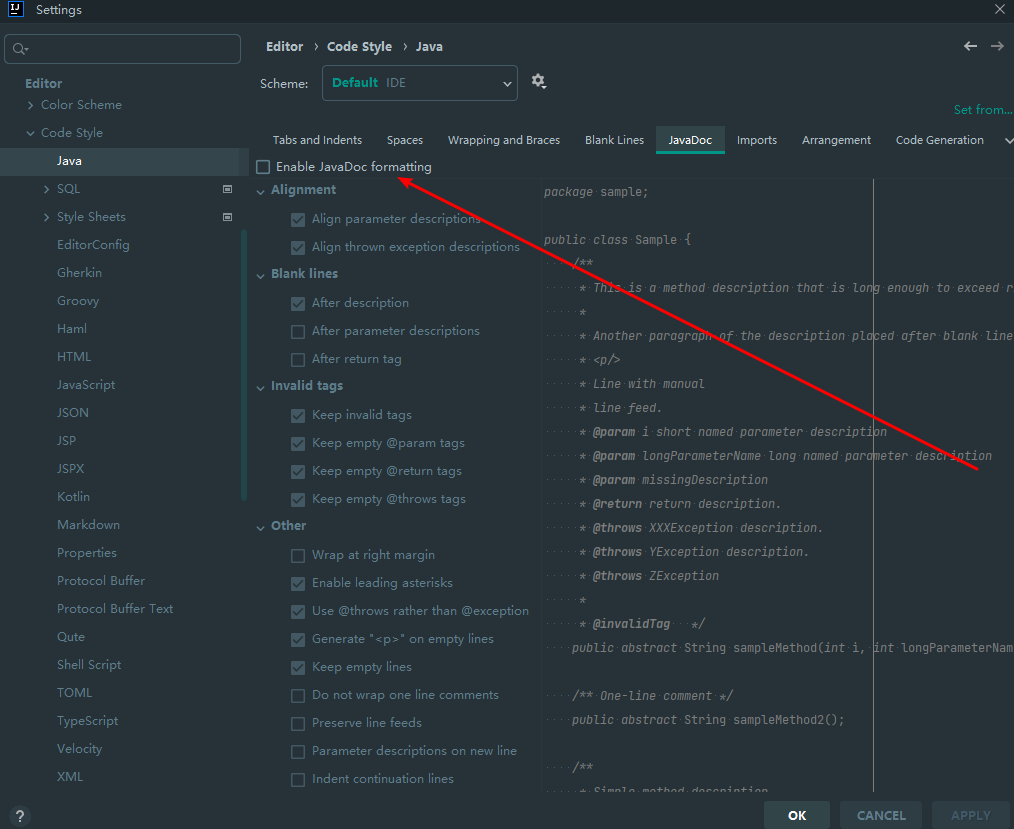 IJ
Settings
Editor
Color Scheme
Code Style
Java
SQL
Style Sheets
EditorConfig
Gherkin
Groovy
Haml
HTML
JavaScript
JSON
JSP
JSPX
Kotlin
Markdown
Properties
Protocol Buffer
Protocol Buffer Text
Qute
Shell Script
TOML
TypeScript
Velocity
XML
?
Editor › Code Style › Java
Scheme: Default IDE
Set from...
Tabs and Indents Spaces Wrapping and Braces Blank Lines JavaDoc Imports Arrangement Code Generation
Enable JavaDoc formatting
Alignment
Align parameter descriptions
Align thrown exception descriptions
Blank lines
After description
After parameter descriptions
After return tag
Invalid tags
Keep invalid tags
Keep empty @param tags
Keep empty @return tags
Keep empty @throws tags
Other
Wrap at right margin
Enable leading asterisks
Use @throws rather than @exception
Generate "<p>" on empty lines
Keep empty lines
Do not wrap one line comments
Preserve line feeds
Parameter descriptions on new line
Indent continuation lines
package sample;
public class Sample {
/**
* This is a method description that is long enough to exceed r
*
* Another paragraph of the description placed after blank line
* <p/>
* Line with manual
* line feed.
* @param i short named parameter description
* @param longParameterName long named parameter description
* @param missingDescription
* @return return description.
* @throws XXXException description.
* @throws YException description.
* @throws ZException
*
* @invalidTag */
public abstract String sampleMethod(int i, int longParameterNam
/** One-line comment */
public abstract String sampleMethod2();
/**
* Simple method description
OK CANCEL APPLY